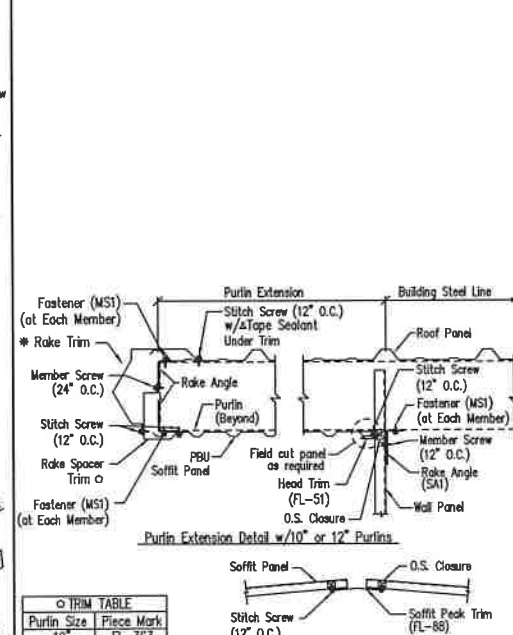 Purlin Extension
Building Steel Line
Fastener (MS1)
(at Each Member)
Stitch Screw (12" O.C.)
w/△Tape Sealant
Under Trim
✱ Rake Trim
Roof Panel
Member Screw
(24" O.C.)
Rake Angle
Stitch Screw
(12" O.C.)
Purlin
(Beyond)
Fastener (MS1)
(at Each Member)
Stitch Screw
(12" O.C.)
Member Screw
(12" O.C.)
Rake Spacer
Trim O
PBU
Soffit Panel
Field cut panel
as required
Rake Angle
(SA1)
Head Trim
(FL-51)
Fastener (MS1)
(at Each Member)
O.S. Closure
Wall Panel
Purlin Extension Detail w/10" or 12" Purlins
Soffit Panel
O.S. Closure
Stitch Screw
(12" O.C.)
Soffit Peak Trim
(FL-88)
O TRIM TABLE
Purlin Size Piece Mark
10"